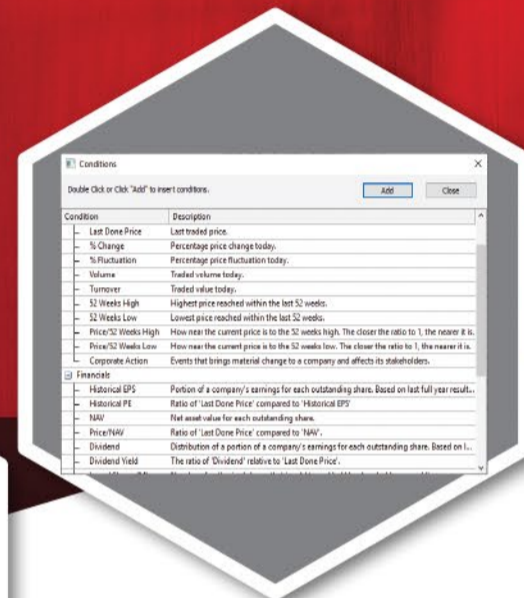 Conditions
Double Click or Click "Add" to insert conditions.
Add
Close
Condition Description
Last Done Price Last traded price.
% Change Percentage price change today.
% Fluctuation Percentage price fluctuation today.
Volume Traded volume today.
Turnover Traded value today.
52 Weeks High Highest price reached within the last 52 weeks.
52 Weeks Low Lowest price reached within the last 52 weeks.
Price/52 Weeks High How near the current price is to the 52 weeks high. The closer the ratio to 1, the nearer it is.
Price/52 Weeks Low How near the current price is to the 52 weeks low. The closer the ratio to 1, the nearer it is.
Corporate Action Events that brings material change to a company and affects its stakeholders.
Financials
Historical EPS Portion of a company's earnings for each outstanding share. Based on last full year result...
Historical PE Ratio of 'Last Done Price' compared to 'Historical EPS'
NAV Net asset value for each outstanding share.
Price/NAV Ratio of 'Last Done Price' compared to 'NAV'.
Dividend Distribution of a portion of a company's earnings for each outstanding share. Based on l...
Dividend Yield The ratio of 'Dividend' relative to 'Last Done Price'.